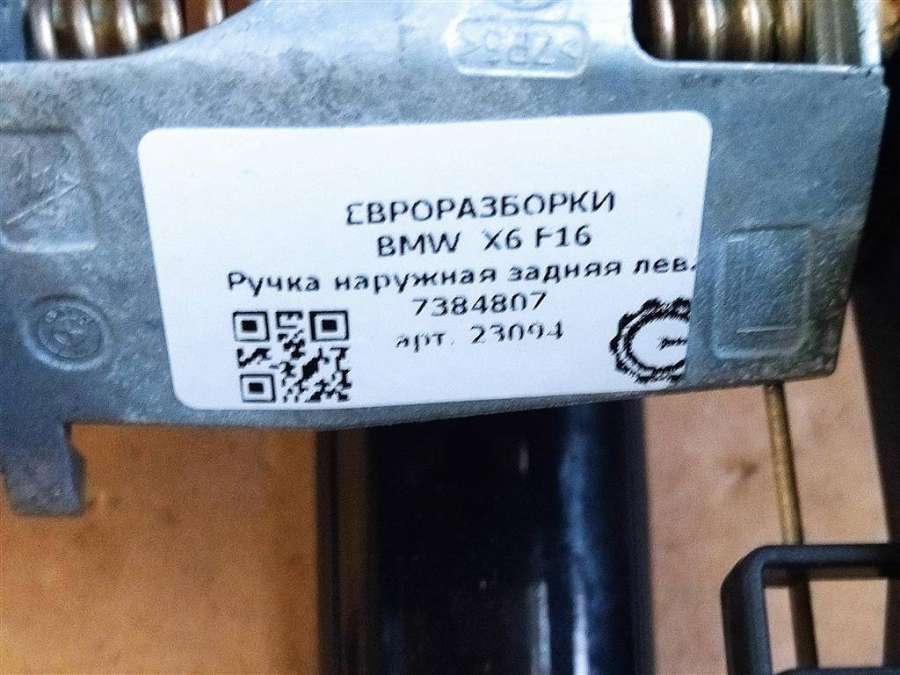 ЕВРОРАЗБОРКИ
BMW X6 F16
Ручка наружная задняя лев.
7384807
арт. 23094